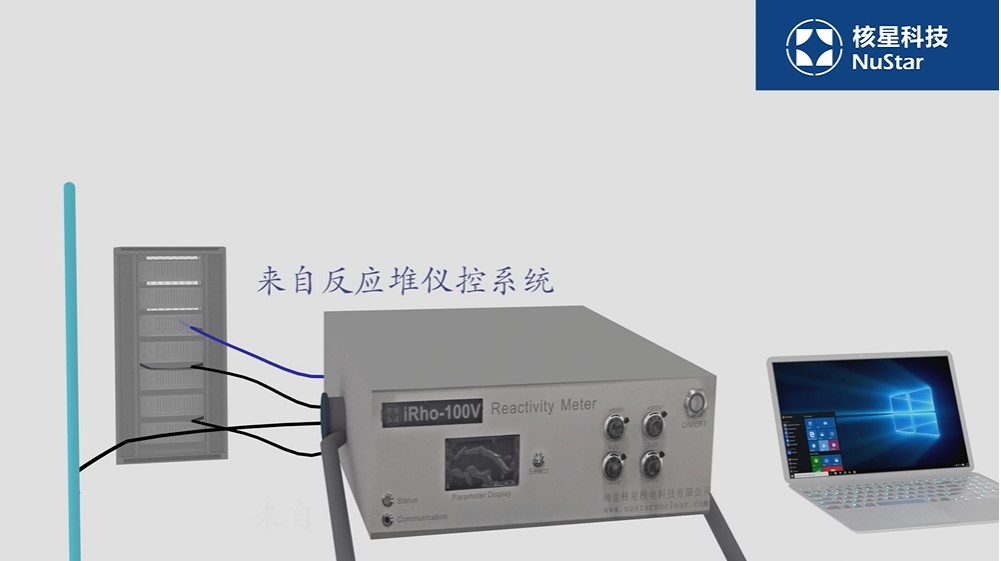 核星科技
NuStar
来自反应堆仪控系统
iRho-100V Reactivity Meter
ON/OFF
Select
Parameter Display
Status
Communication
海盐核星核电科技有限公司
www.nustarnuclear.com
来自